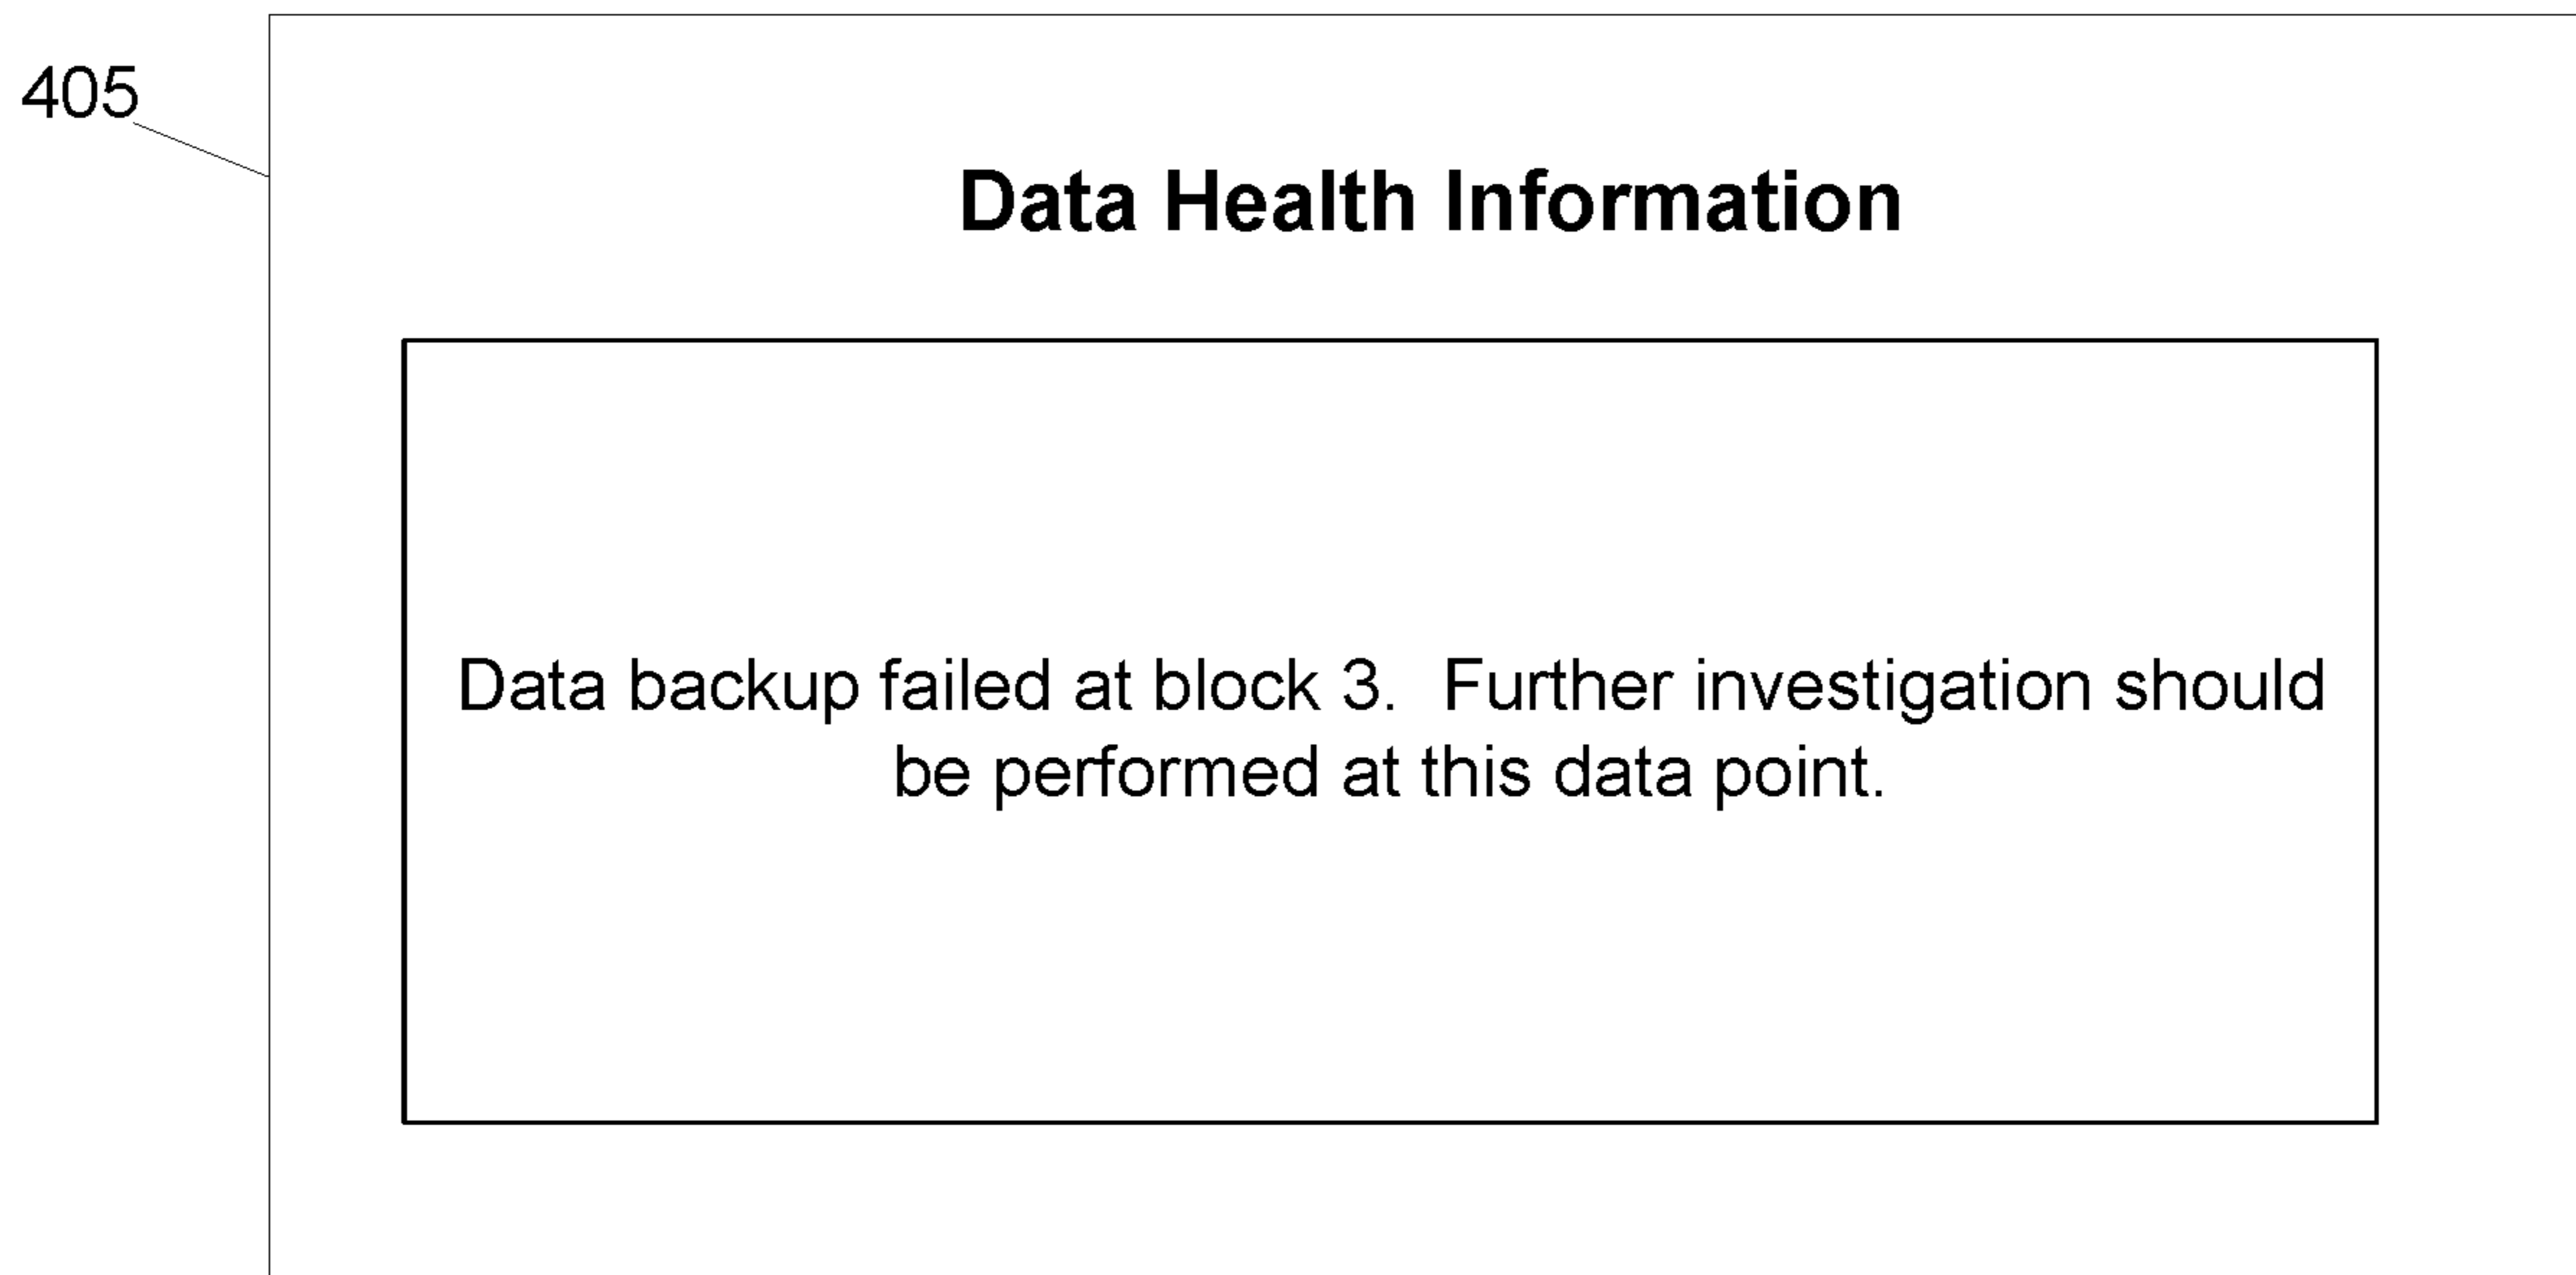 405
Data Health Information
Data backup failed at block 3.  Further investigation should
be performed at this data point.